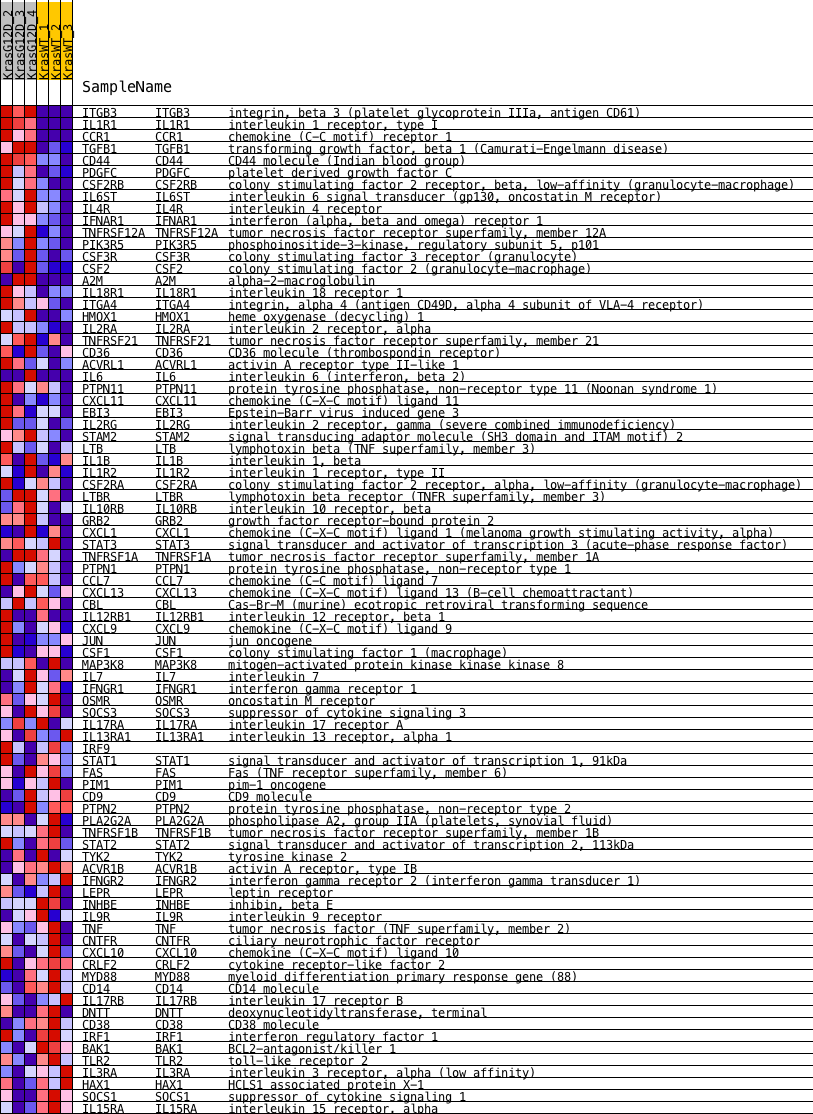 KrasG12D_2
KrasG12D_3
KrasG12D_4
KrasWT_1
KrasWT_2
KrasWT_3
SampleName
ITGB3 ITGB3 integrin, beta 3 (platelet glycoprotein IIIa, antigen CD61)
IL1R1 IL1R1 interleukin 1 receptor, type I
CCR1 CCR1 chemokine (C-C motif) receptor 1
TGFB1 TGFB1 transforming growth factor, beta 1 (Camurati-Engelmann disease)
CD44 CD44 CD44 molecule (Indian blood group)
PDGFC PDGFC platelet derived growth factor C
CSF2RB CSF2RB colony stimulating factor 2 receptor, beta, low-affinity (granulocyte-macrophage)
IL6ST IL6ST interleukin 6 signal transducer (gp130, oncostatin M receptor)
IL4R IL4R interleukin 4 receptor
IFNAR1 IFNAR1 interferon (alpha, beta and omega) receptor 1
TNFRSF12A TNFRSF12A tumor necrosis factor receptor superfamily, member 12A
PIK3R5 PIK3R5 phosphoinositide-3-kinase, regulatory subunit 5, p101
CSF3R CSF3R colony stimulating factor 3 receptor (granulocyte)
CSF2 CSF2 colony stimulating factor 2 (granulocyte-macrophage)
A2M A2M alpha-2-macroglobulin
IL18R1 IL18R1 interleukin 18 receptor 1
ITGA4 ITGA4 integrin, alpha 4 (antigen CD49D, alpha 4 subunit of VLA-4 receptor)
HMOX1 HMOX1 heme oxygenase (decycling) 1
IL2RA IL2RA interleukin 2 receptor, alpha
TNFRSF21 TNFRSF21 tumor necrosis factor receptor superfamily, member 21
CD36 CD36 CD36 molecule (thrombospondin receptor)
ACVRL1 ACVRL1 activin A receptor type II-like 1
IL6 IL6 interleukin 6 (interferon, beta 2)
PTPN11 PTPN11 protein tyrosine phosphatase, non-receptor type 11 (Noonan syndrome 1)
CXCL11 CXCL11 chemokine (C-X-C motif) ligand 11
EBI3 EBI3 Epstein-Barr virus induced gene 3
IL2RG IL2RG interleukin 2 receptor, gamma (severe combined immunodeficiency)
STAM2 STAM2 signal transducing adaptor molecule (SH3 domain and ITAM motif) 2
LTB LTB lymphotoxin beta (TNF superfamily, member 3)
IL1B IL1B interleukin 1, beta
IL1R2 IL1R2 interleukin 1 receptor, type II
CSF2RA CSF2RA colony stimulating factor 2 receptor, alpha, low-affinity (granulocyte-macrophage)
LTBR LTBR lymphotoxin beta receptor (TNFR superfamily, member 3)
IL10RB IL10RB interleukin 10 receptor, beta
GRB2 GRB2 growth factor receptor-bound protein 2
CXCL1 CXCL1 chemokine (C-X-C motif) ligand 1 (melanoma growth stimulating activity, alpha)
STAT3 STAT3 signal transducer and activator of transcription 3 (acute-phase response factor)
TNFRSF1A TNFRSF1A tumor necrosis factor receptor superfamily, member 1A
PTPN1 PTPN1 protein tyrosine phosphatase, non-receptor type 1
CCL7 CCL7 chemokine (C-C motif) ligand 7
CXCL13 CXCL13 chemokine (C-X-C motif) ligand 13 (B-cell chemoattractant)
CBL CBL Cas-Br-M (murine) ecotropic retroviral transforming sequence
IL12RB1 IL12RB1 interleukin 12 receptor, beta 1
CXCL9 CXCL9 chemokine (C-X-C motif) ligand 9
JUN JUN jun oncogene
CSF1 CSF1 colony stimulating factor 1 (macrophage)
MAP3K8 MAP3K8 mitogen-activated protein kinase kinase kinase 8
IL7 IL7 interleukin 7
IFNGR1 IFNGR1 interferon gamma receptor 1
OSMR OSMR oncostatin M receptor
SOCS3 SOCS3 suppressor of cytokine signaling 3
IL17RA IL17RA interleukin 17 receptor A
IL13RA1 IL13RA1 interleukin 13 receptor, alpha 1
IRF9
STAT1 STAT1 signal transducer and activator of transcription 1, 91kDa
FAS FAS Fas (TNF receptor superfamily, member 6)
PIM1 PIM1 pim-1 oncogene
CD9 CD9 CD9 molecule
PTPN2 PTPN2 protein tyrosine phosphatase, non-receptor type 2
PLA2G2A PLA2G2A phospholipase A2, group IIA (platelets, synovial fluid)
TNFRSF1B TNFRSF1B tumor necrosis factor receptor superfamily, member 1B
STAT2 STAT2 signal transducer and activator of transcription 2, 113kDa
TYK2 TYK2 tyrosine kinase 2
ACVR1B ACVR1B activin A receptor, type IB
IFNGR2 IFNGR2 interferon gamma receptor 2 (interferon gamma transducer 1)
LEPR LEPR leptin receptor
INHBE INHBE inhibin, beta E
IL9R IL9R interleukin 9 receptor
TNF TNF tumor necrosis factor (TNF superfamily, member 2)
CNTFR CNTFR ciliary neurotrophic factor receptor
CXCL10 CXCL10 chemokine (C-X-C motif) ligand 10
CRLF2 CRLF2 cytokine receptor-like factor 2
MYD88 MYD88 myeloid differentiation primary response gene (88)
CD14 CD14 CD14 molecule
IL17RB IL17RB interleukin 17 receptor B
DNTT DNTT deoxynucleotidyltransferase, terminal
CD38 CD38 CD38 molecule
IRF1 IRF1 interferon regulatory factor 1
BAK1 BAK1 BCL2-antagonist/killer 1
TLR2 TLR2 toll-like receptor 2
IL3RA IL3RA interleukin 3 receptor, alpha (low affinity)
HAX1 HAX1 HCLS1 associated protein X-1
SOCS1 SOCS1 suppressor of cytokine signaling 1
IL15RA IL15RA interleukin 15 receptor, alpha